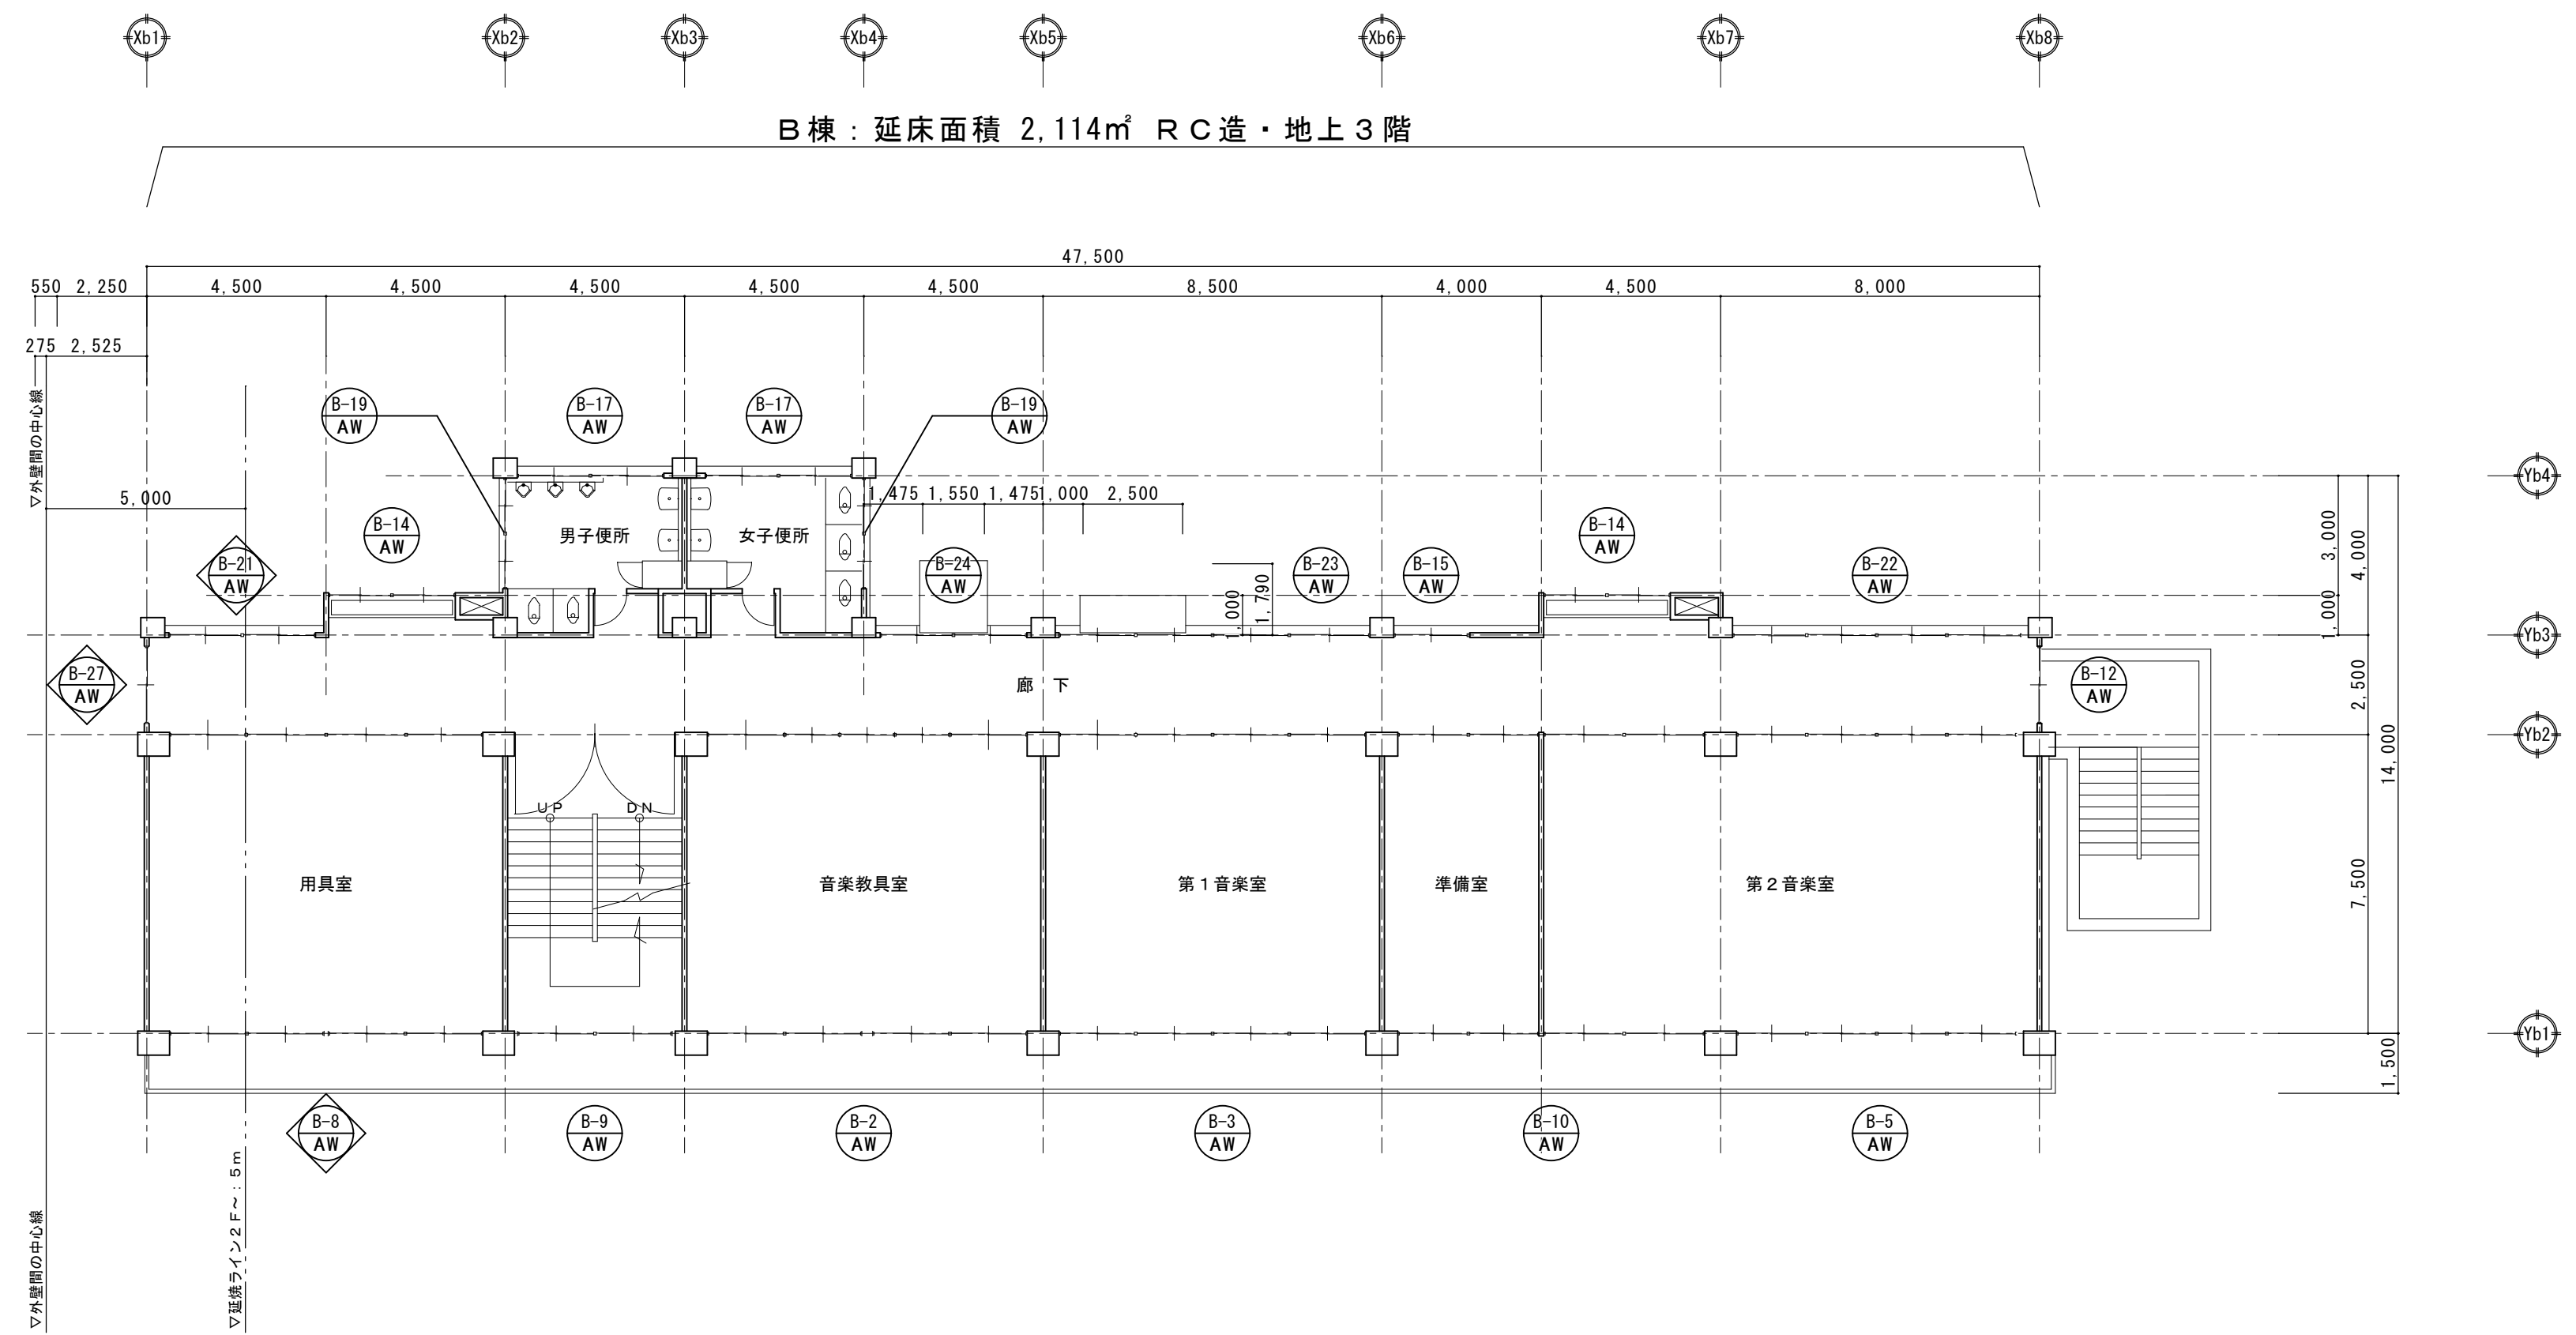 Xb1 Xb2 Xb3 Xb4 Xb5 Xb6 Xb7 Xb8
B棟：延床面積 2,114㎡ RC造・地上3階
47,500
550 2,250 4,500 4,500 4,500 4,500 4,500 8,500 4,000 4,500 8,000
275 2,525
▽外壁間の中心線
B-19
AW
B-17
AW
B-17
AW
B-19
AW
Yb4
5,000
1,475 1,550 1,475 1,000 2,500
B-14
AW
男子便所
女子便所
B-14
AW
3,000
4,000
B-21
AW
B-24
AW
1,000
1,790
B-23
AW
B-15
AW
B-22
AW
1,000
Yb3
B-27
AW
廊 下
B-12
AW
2,500
14,000
Yb2
UP DN
用具室
音楽教具室
第１音楽室
準備室
第２音楽室
7,500
Yb1
1,500
B-8
AW
B-9
AW
B-2
AW
B-3
AW
B-10
AW
B-5
AW
▽外壁間の中心線
▽延焼ライン２Ｆ～：５ｍ